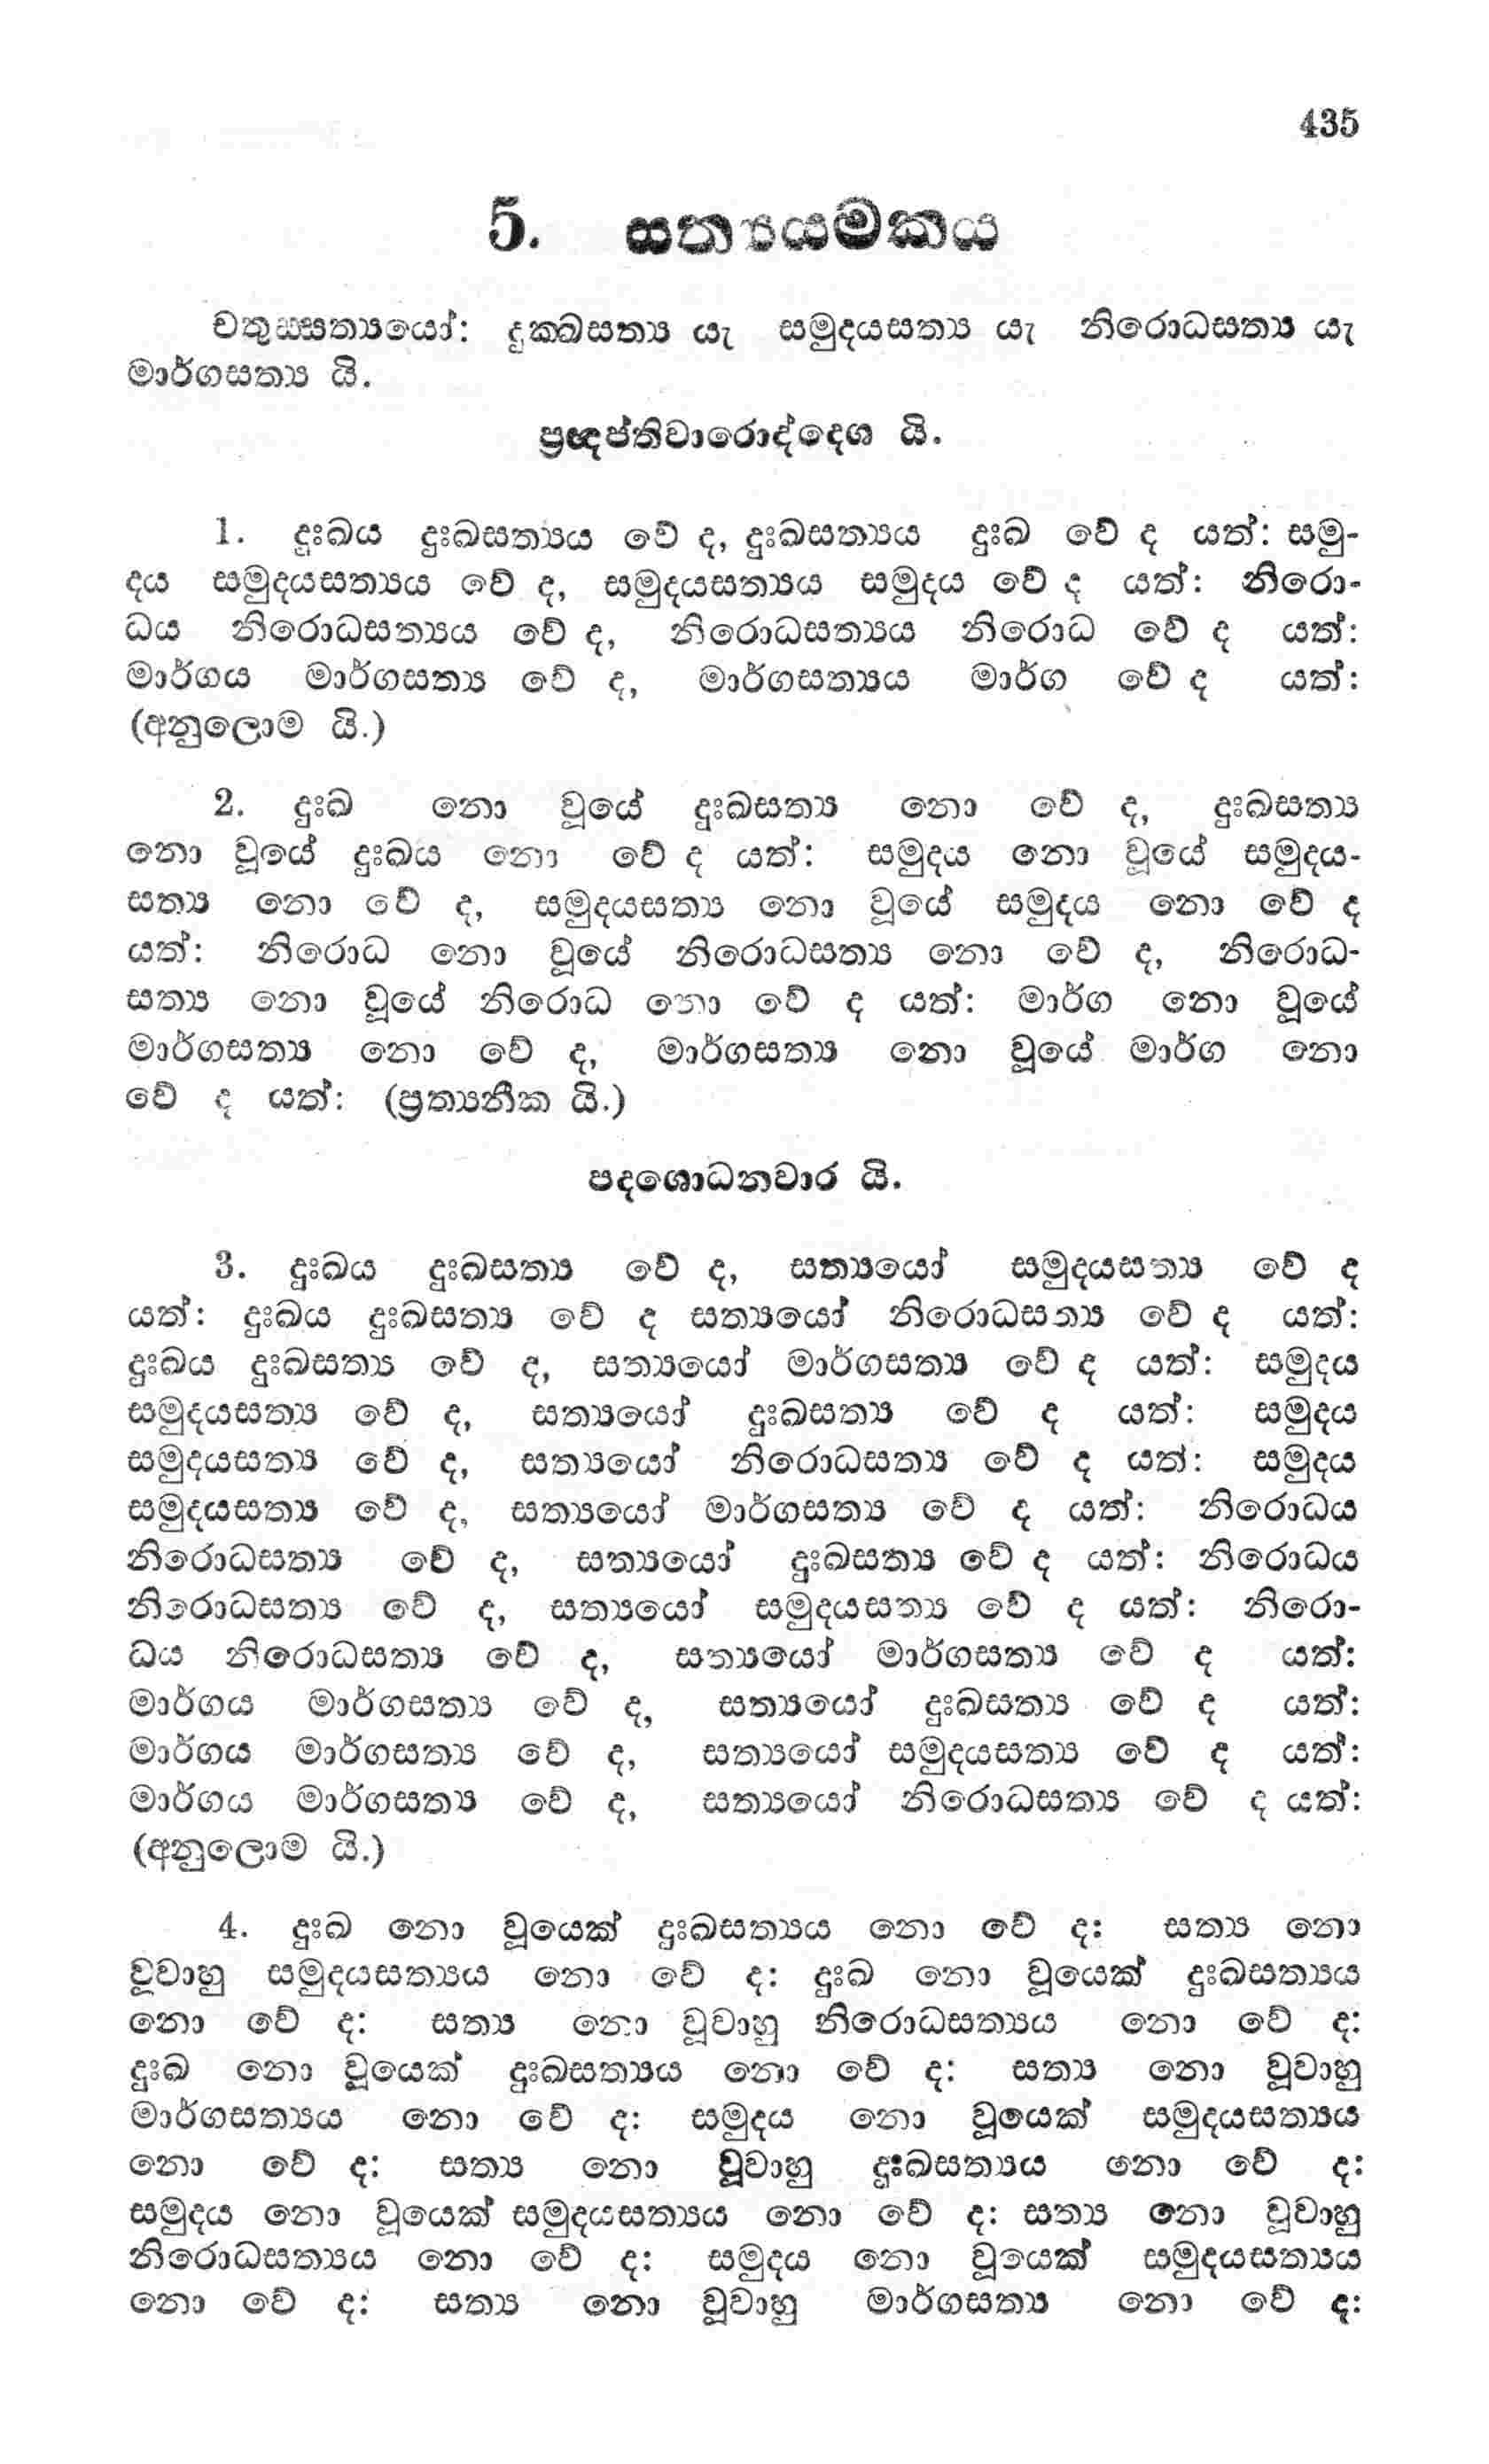 435
5. සත්‍යයමකය
චතුස්සත්‍යයෝ: දුක්ඛසත්‍ය යැ සමුදයසත්‍ය යැ නිරොධසත්‍ය යැ
මාර්ගසත්‍ය යි.
ප්‍රඥප්තිවාරොද්දෙශ යි.
1. දුඃඛය දුඃඛසත්‍යය වේ ද, දුඃඛසත්‍යය දුඃඛ වේ ද යත්: සමු-
දය සමුදයසත්‍යය වේ ද, සමුදයසත්‍යය සමුදය වේ ද යත්: නිරො-
ධය නිරොධසත්‍යය වේ ද, නිරොධසත්‍යය නිරොධ වේ ද යත්:
මාර්ගය මාර්ගසත්‍ය වේ ද, මාර්ගසත්‍යය මාර්ග වේ ද යත්:
(අනුලොම යි.)
2. දුඃඛ නො වූයේ දුඃඛසත්‍ය නො වේ ද, දුඃඛසත්‍ය
නො වූයේ දුඃඛය නො වේ ද යත්: සමුදය නො වූයේ සමුදය-
සත්‍ය නො වේ ද, සමුදයසත්‍ය නො වූයේ සමුදය නො වේ ද
යත්: නිරොධ නො වූයේ නිරොධසත්‍ය නො වේ ද, නිරොධ-
සත්‍ය නො වූයේ නිරොධ නො වේ ද යත්: මාර්ග නො වූයේ
මාර්ගසත්‍ය නො වේ ද, මාර්ගසත්‍ය නො වූයේ මාර්ග නො
වේ ද යත්: (ප්‍රත්‍යනීක යි.)
පදශොධනවාර යි.
3. දුඃඛය දුඃඛසත්‍ය වේ ද, සත්‍යයෝ සමුදයසත්‍ය වේ ද
යත්: දුඃඛය දුඃඛසත්‍ය වේ ද සත්‍යයෝ නිරොධසත්‍ය වේ ද යත්:
දුඃඛය දුඃඛසත්‍ය වේ ද, සත්‍යයෝ මාර්ගසත්‍ය වේ ද යත්: සමුදය
සමුදයසත්‍ය වේ ද, සත්‍යයෝ දුඃඛසත්‍ය වේ ද යත්: සමුදය
සමුදයසත්‍ය වේ ද, සත්‍යයෝ නිරොධසත්‍ය වේ ද යත්: සමුදය
සමුදයසත්‍ය වේ ද, සත්‍යයෝ මාර්ගසත්‍ය වේ ද යත්: නිරොධය
නිරොධසත්‍ය වේ ද, සත්‍යයෝ දුඃඛසත්‍ය වේ ද යත්: නිරොධය
නිරොධසත්‍ය වේ ද, සත්‍යයෝ සමුදයසත්‍ය වේ ද යත්: නිරො-
ධය නිරොධසත්‍ය වේ ද, සත්‍යයෝ මාර්ගසත්‍ය වේ ද යත්:
මාර්ගය මාර්ගසත්‍ය වේ ද, සත්‍යයෝ දුඃඛසත්‍ය වේ ද යත්:
මාර්ගය මාර්ගසත්‍ය වේ ද, සත්‍යයෝ සමුදයසත්‍ය වේ ද යත්:
මාර්ගය මාර්ගසත්‍ය වේ ද, සත්‍යයෝ නිරොධසත්‍ය වේ ද යත්:
(අනුලොම යි.)
4. දුඃඛ නො වූයෙක් දුඃඛසත්‍යය නො වේ ද: සත්‍ය නො
වූවාහු සමුදයසත්‍යය නො වේ ද: දුඃඛ නො වූයෙක් දුඃඛසත්‍යය
නො වේ ද: සත්‍ය නො වූවාහු නිරොධසත්‍යය නො වේ ද:
දුඃඛ නො වූයෙක් දුඃඛසත්‍යය නො වේ ද: සත්‍ය නො වූවාහු
මාර්ගසත්‍යය නො වේ ද: සමුදය නො වූයෙක් සමුදයසත්‍යය
නො වේ ද: සත්‍ය නො වූවාහු දුඃඛසත්‍යය නො වේ ද:
සමුදය නො වූයෙක් සමුදයසත්‍යය නො වේ ද: සත්‍ය නො වූවාහු
නිරොධසත්‍යය නො වේ ද: සමුදය නො වූයෙක් සමුදයසත්‍යය
නො වේ ද: සත්‍ය නො වූවාහු මාර්ගසත්‍ය නො වේ ද: